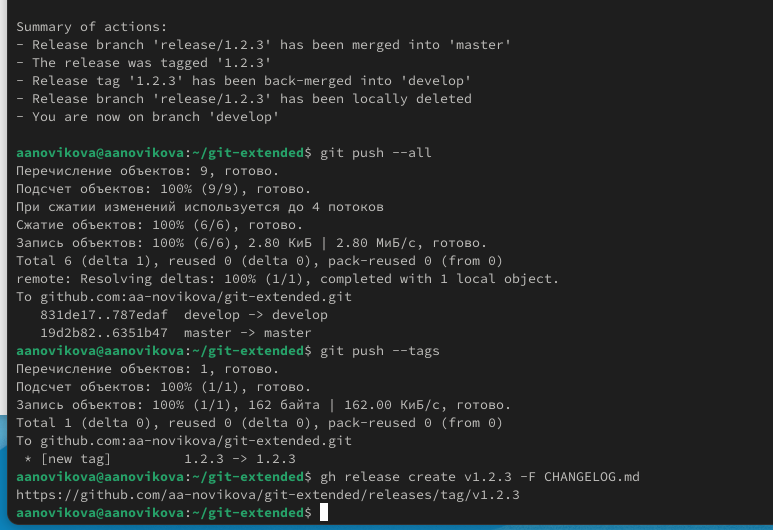 Summary of actions:
- Release branch 'release/1.2.3' has been merged into 'master'
- The release was tagged '1.2.3'
- Release tag '1.2.3' has been back-merged into 'develop'
- Release branch 'release/1.2.3' has been locally deleted
- You are now on branch 'develop'
aanovikova@aanovikova:~/git-extended$ git push --all
Перечисление объектов: 9, готово.
Подсчет объектов: 100% (9/9), готово.
При сжатии изменений используется до 4 потоков
Сжатие объектов: 100% (6/6), готово.
Запись объектов: 100% (6/6), 2.80 КиБ | 2.80 МиБ/с, готово.
Total 6 (delta 1), reused 0 (delta 0), pack-reused 0 (from 0)
remote: Resolving deltas: 100% (1/1), completed with 1 local object.
To github.com:aa-novikova/git-extended.git
   831de17..787edaf  develop -> develop
   19d2b82..6351b47  master -> master
aanovikova@aanovikova:~/git-extended$ git push --tags
Перечисление объектов: 1, готово.
Подсчет объектов: 100% (1/1), готово.
Запись объектов: 100% (1/1), 162 байта | 162.00 КиБ/с, готово.
Total 1 (delta 0), reused 0 (delta 0), pack-reused 0 (from 0)
To github.com:aa-novikova/git-extended.git
 * [new tag]         1.2.3 -> 1.2.3
aanovikova@aanovikova:~/git-extended$ gh release create v1.2.3 -F CHANGELOG.md
https://github.com/aa-novikova/git-extended/releases/tag/v1.2.3
aanovikova@aanovikova:~/git-extended$